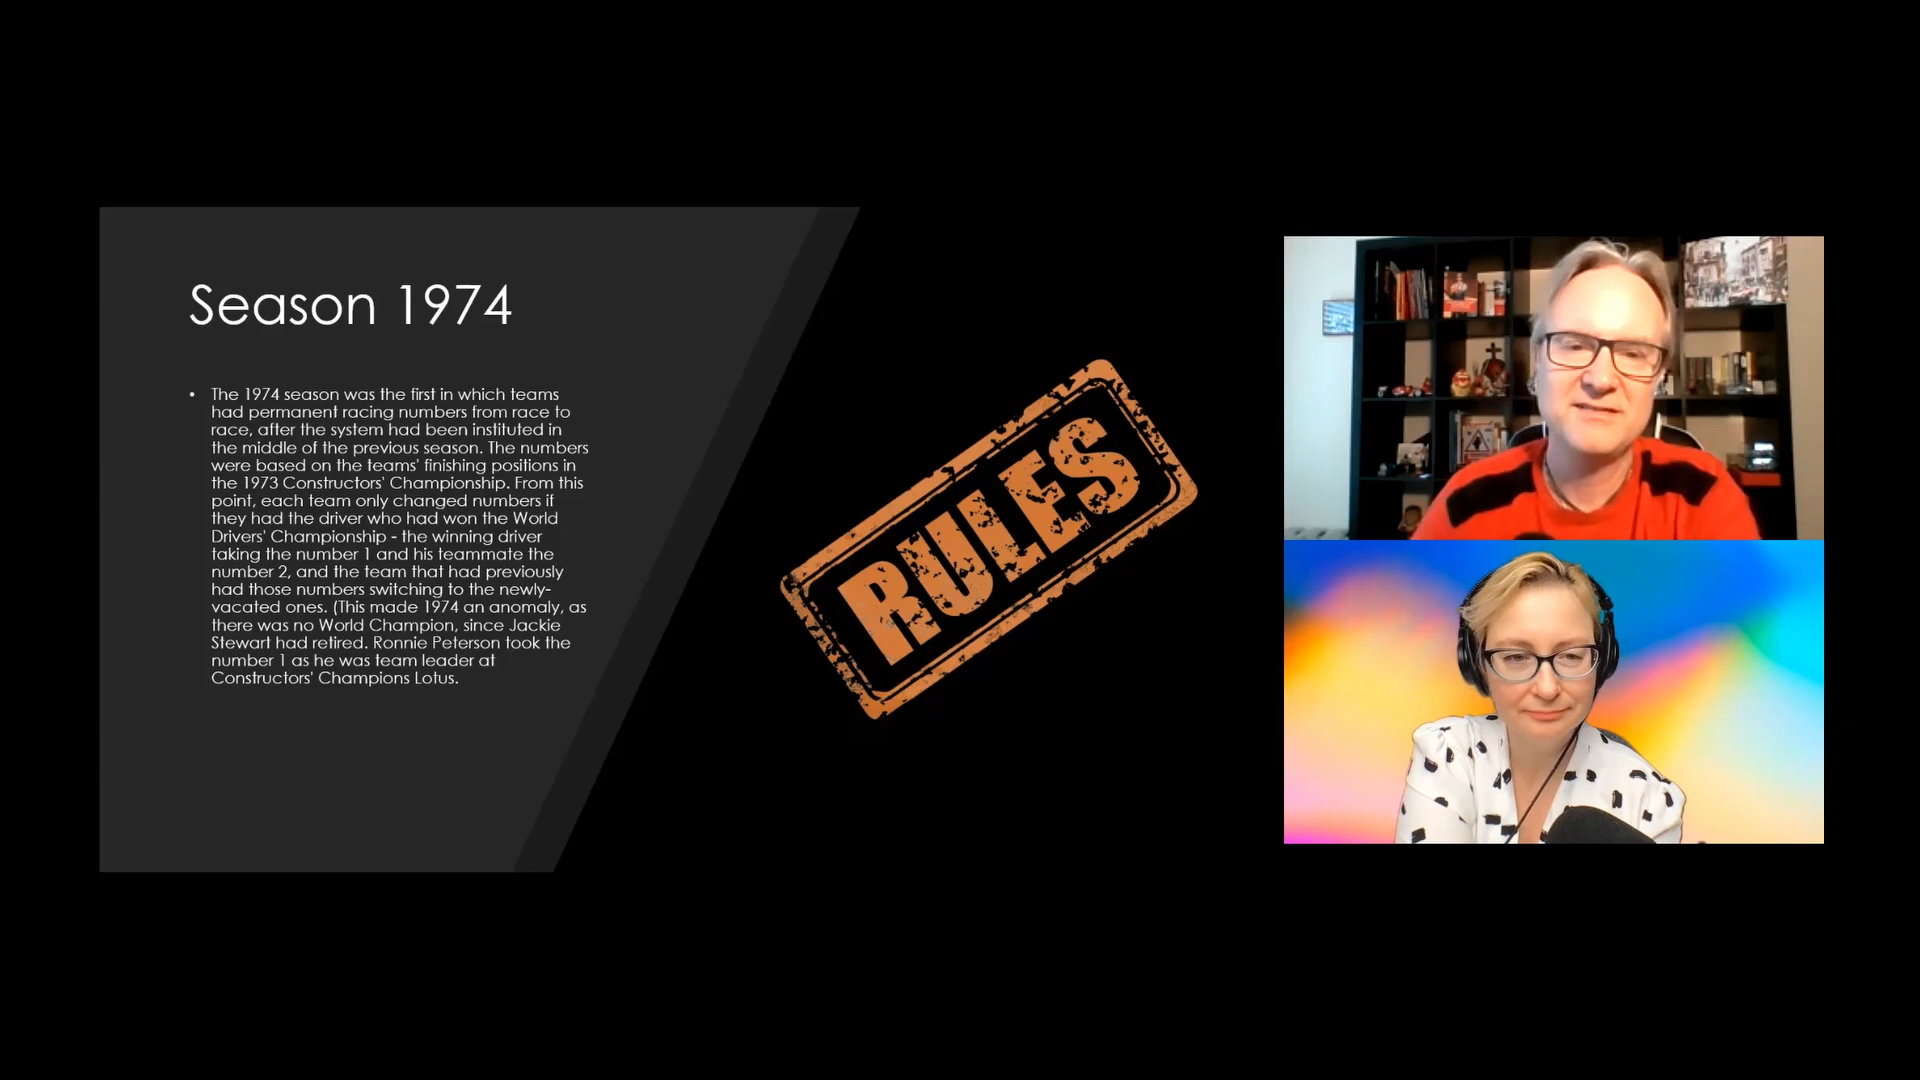 Season 1974
• The 1974 season was the first in which teams
had permanent racing numbers from race to
race, after the system had been instituted in
the middle of the previous season. The numbers
were based on the teams' finishing positions in
the 1973 Constructors' Championship. From this
point, each team only changed numbers if
they had the driver who had won the World
Drivers' Championship - the winning driver
taking the number 1 and his teammate the
number 2, and the team that had previously
had those numbers switching to the newly-
vacated ones. (This made 1974 an anomaly, as
there was no World Champion, since Jackie
Stewart had retired. Ronnie Peterson took the
number 1 as he was team leader at
Constructors' Champions Lotus.
RULES